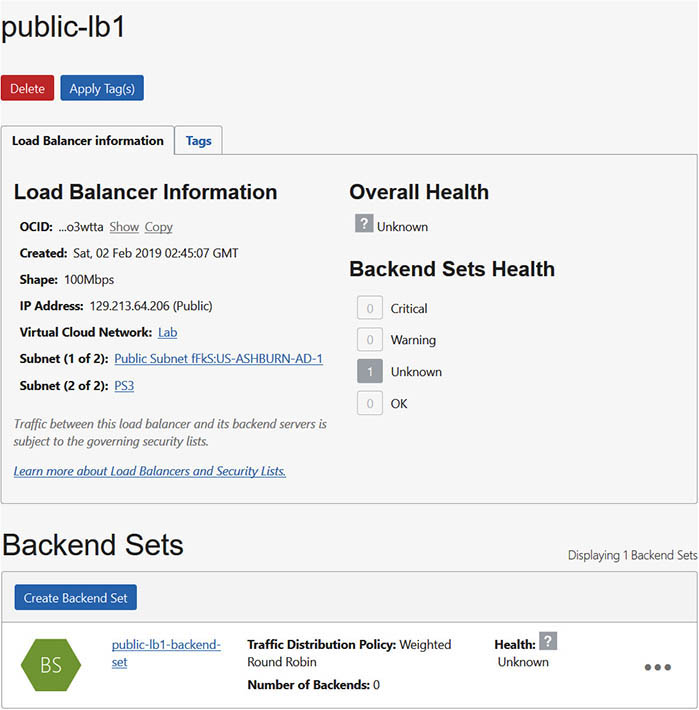 public-lb1
Delete
Apply Tag(s)
Load Balancer information
Tags
Load Balancer Information
OCID: ...o3wtta Show Copy
Created: Sat, 02 Feb 2019 02:45:07 GMT
Shape: 100Mbps
IP Address: 129.213.64.206 (Public)
Virtual Cloud Network: Lab
Subnet (1 of 2): Public Subnet fFkS:US-ASHBURN-AD-1
Subnet (2 of 2): PS3
Traffic between this load balancer and its backend servers is
subject to the governing security lists.
Learn more about Load Balancers and Security Lists.
Overall Health
? Unknown
Backend Sets Health
0 Critical
0 Warning
1 Unknown
0 OK
Backend Sets
Displaying 1 Backend Sets
Create Backend Set
BS
public-lb1-backend-
set
Traffic Distribution Policy: Weighted
Round Robin
Number of Backends: 0
Health: ?
Unknown